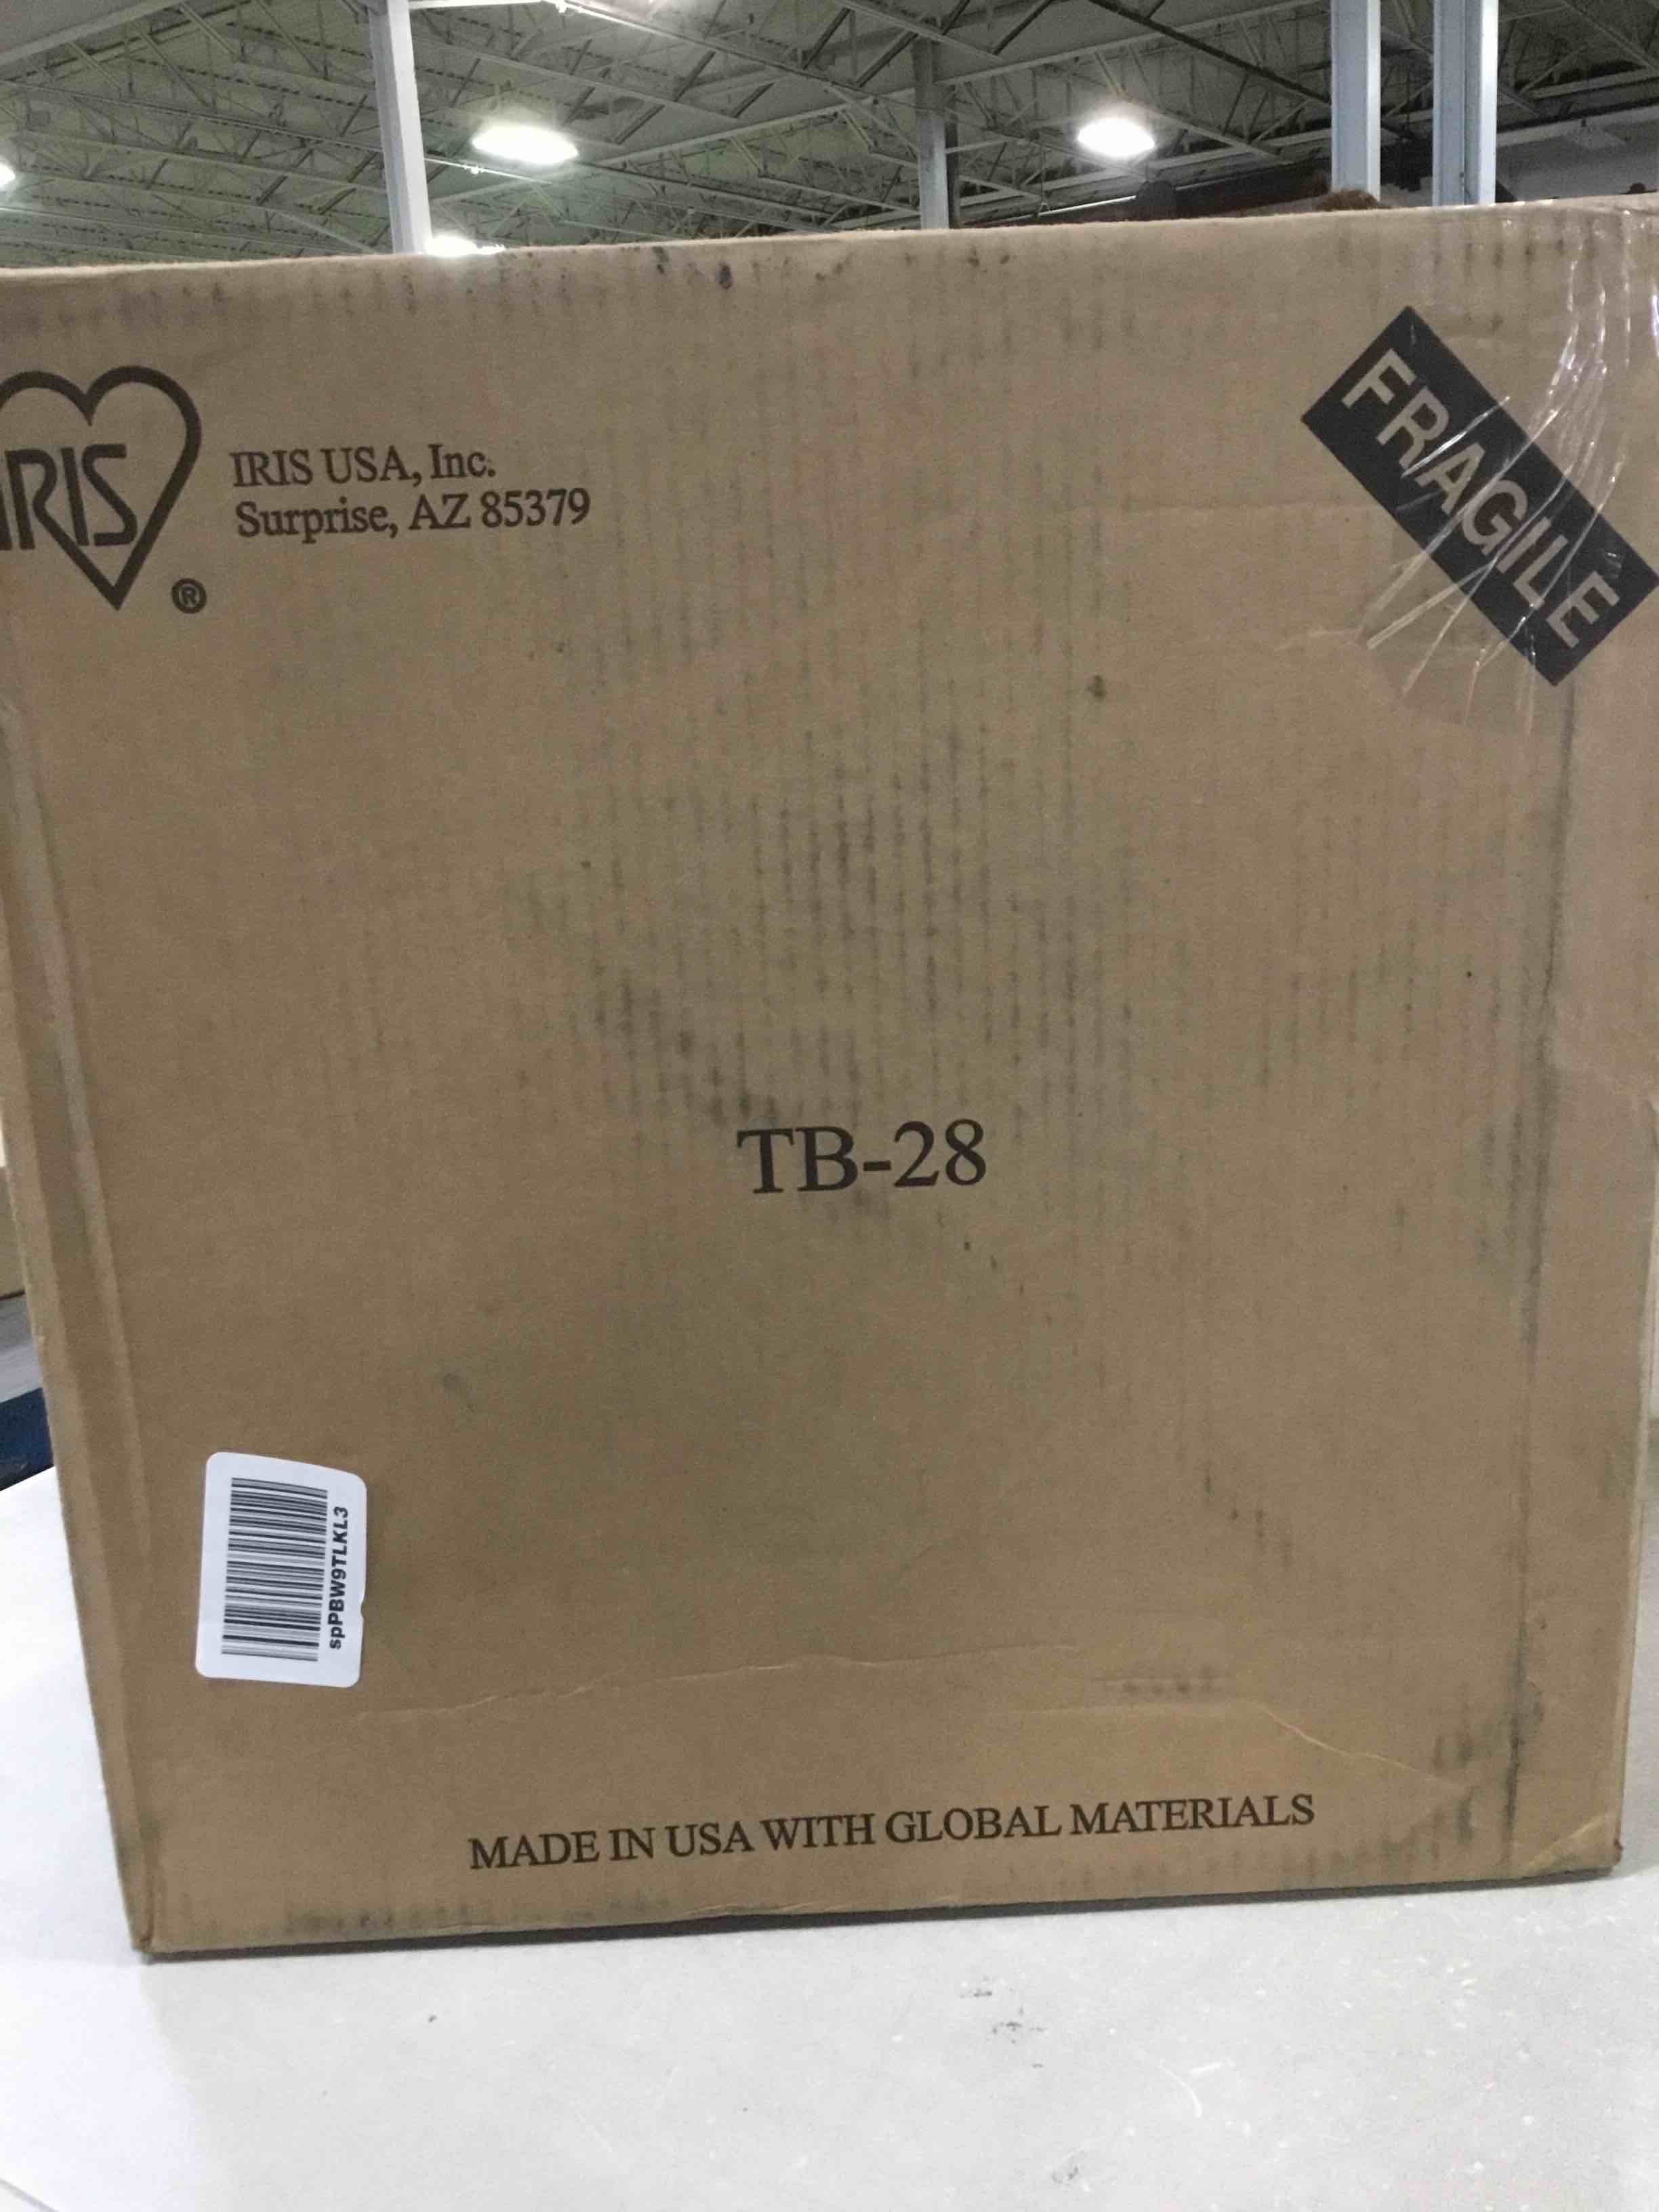 IRIS
®
IRIS USA, Inc.
Surprise, AZ 85379
FRAGILE
TB-28
spPBW9TLKL3
MADE IN USA WITH GLOBAL MATERIALS